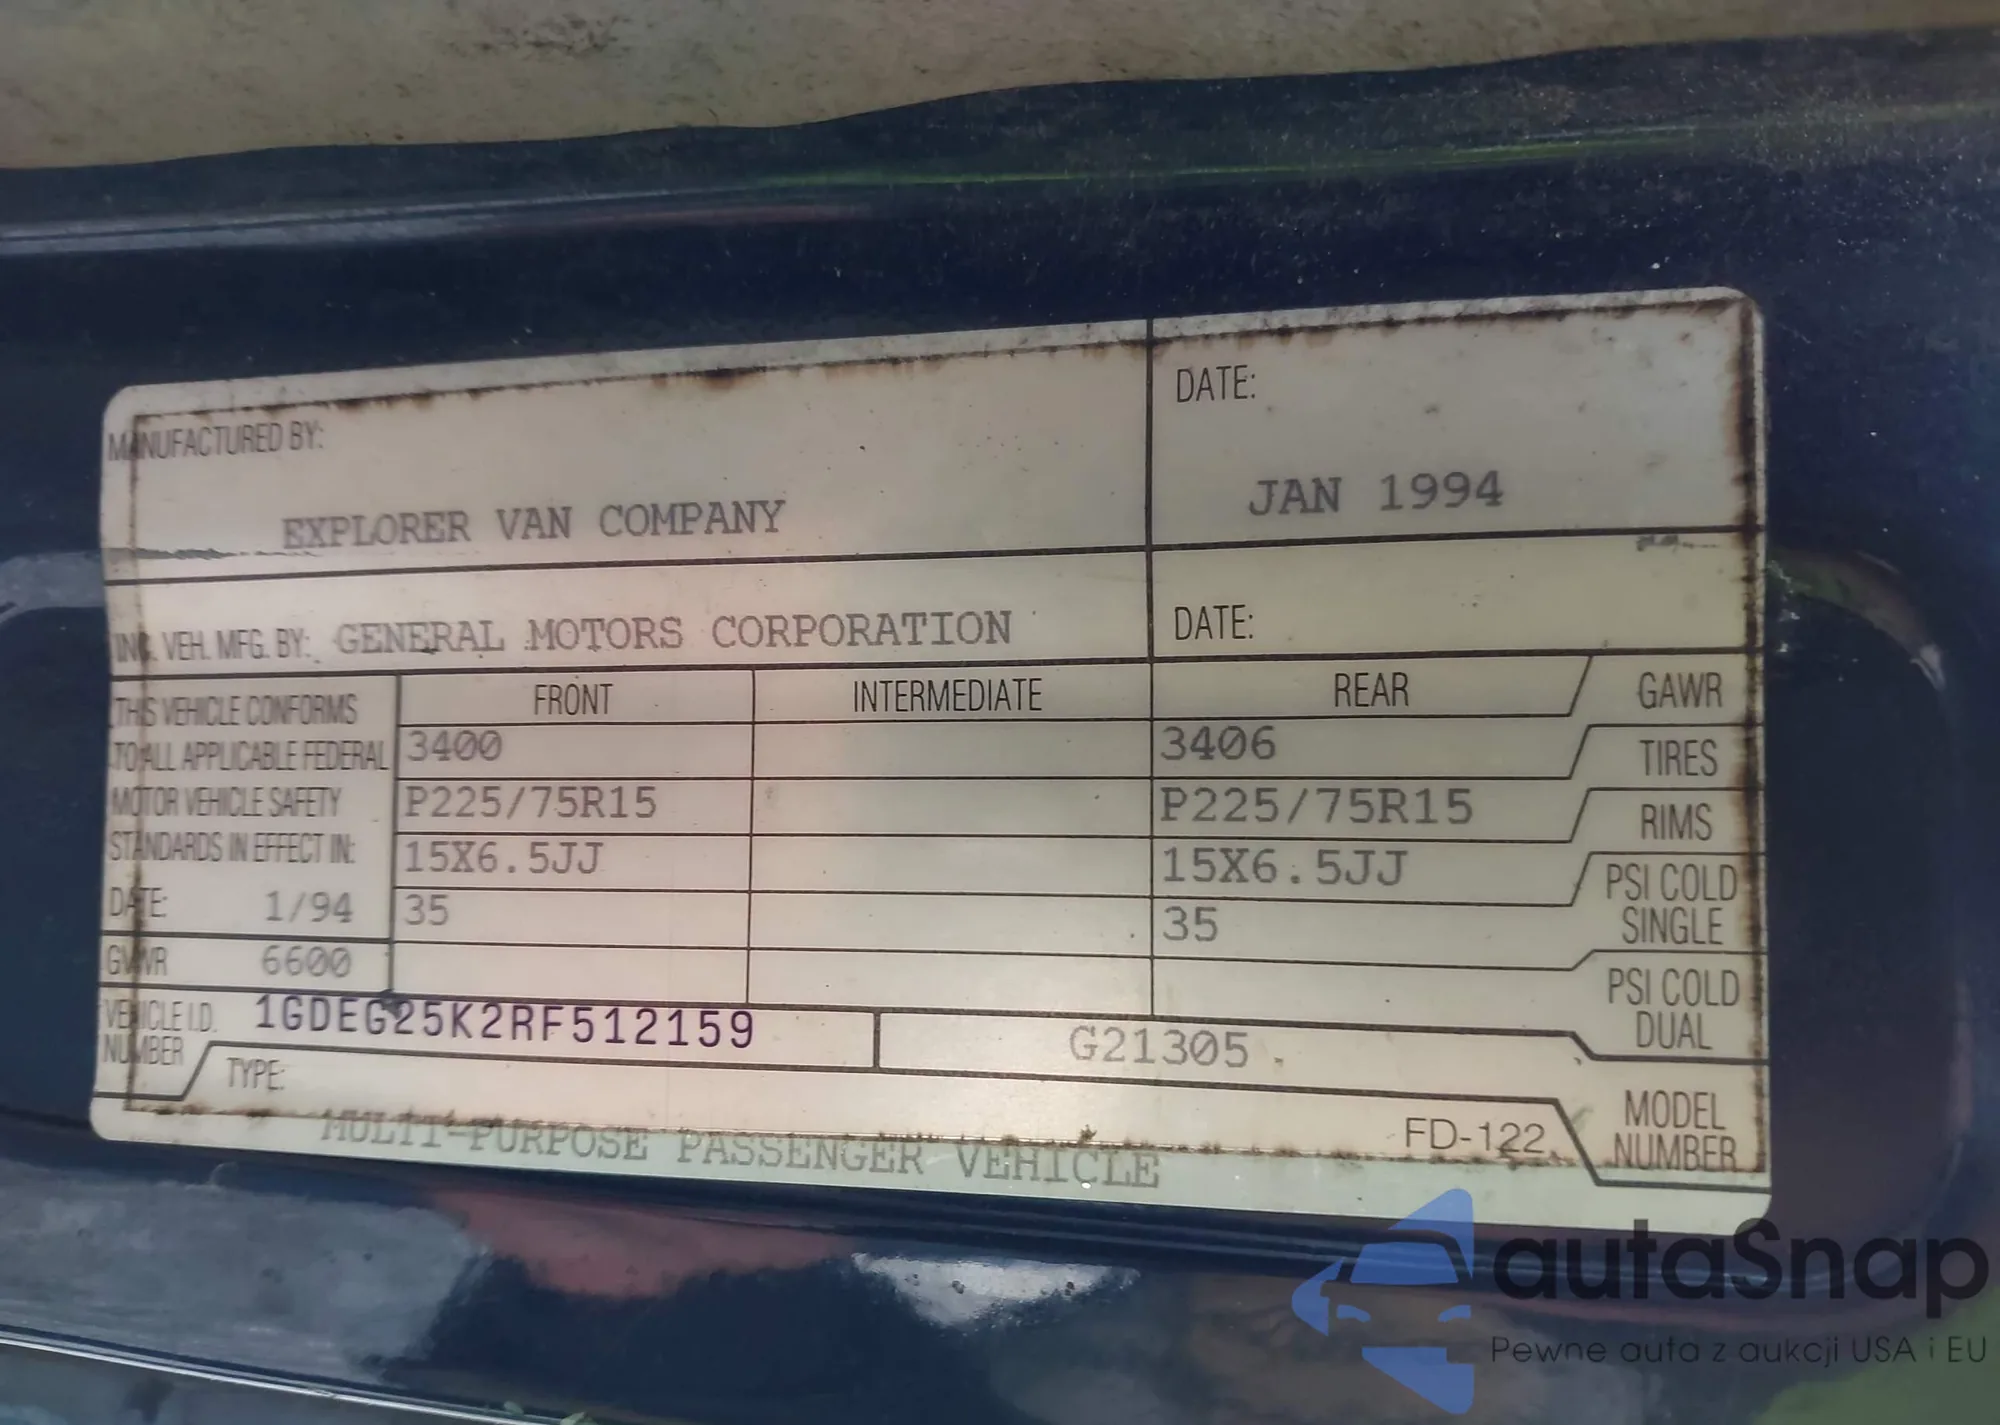 MANUFACTURED BY:
EXPLORER VAN COMPANY
DATE:
JAN 1994
INC. VEH. MFG. BY: GENERAL MOTORS CORPORATION
DATE:
THIS VEHICLE CONFORMS
TO ALL APPLICABLE FEDERAL
MOTOR VEHICLE SAFETY
STANDARDS IN EFFECT IN:
DATE: 1/94
GVWR 6600
FRONT INTERMEDIATE REAR GAWR
3400 3406 TIRES
P225/75R15 P225/75R15 RIMS
15X6.5JJ 15X6.5JJ PSI COLD
SINGLE
35 35 PSI COLD
DUAL
VEHICLE I.D.
NUMBER
1GDEG25K2RF512159
G21305
MODEL
NUMBER
TYPE:
MULTI-PURPOSE PASSENGER VEHICLE
FD-122
autaSnap
Pewne auta z aukcji USA i EU